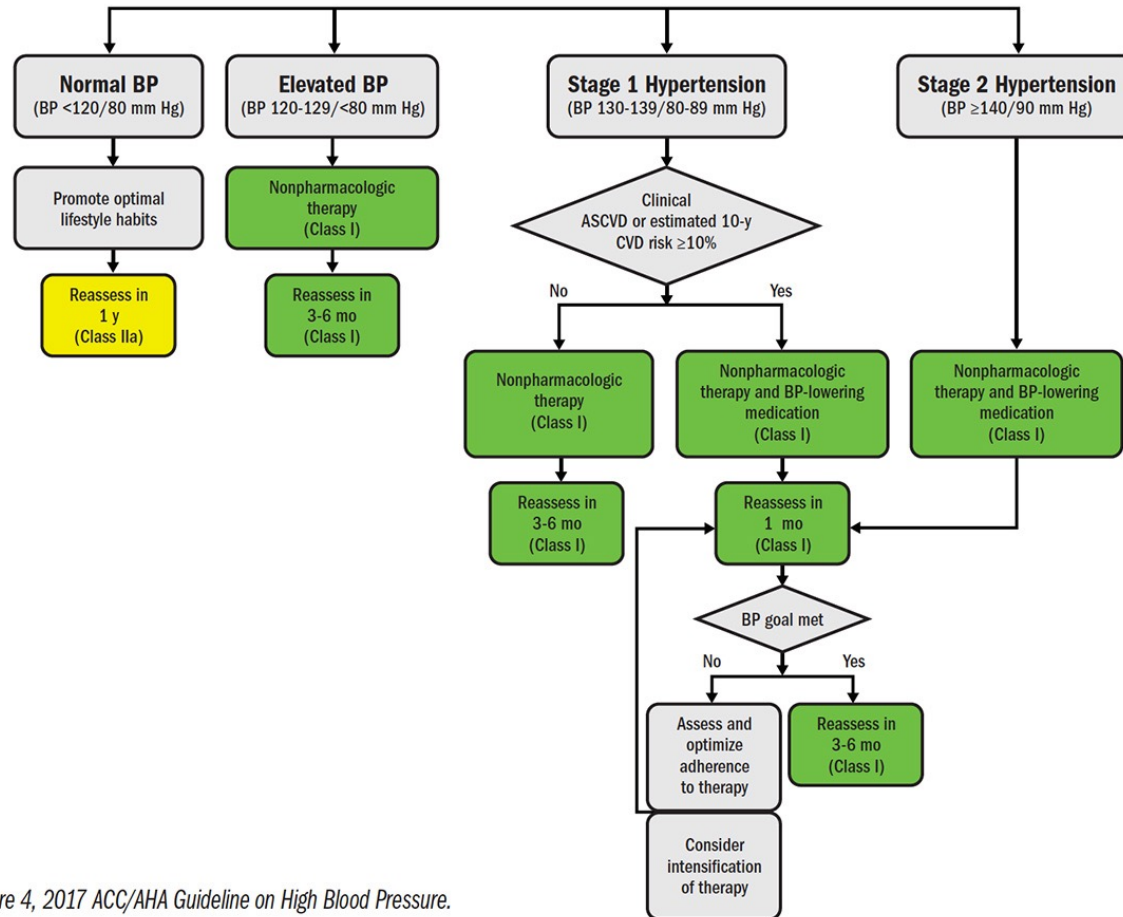 Normal BP
(BP <120/80 mm Hg)
Promote optimal
lifestyle habits
Reassess in
1 y
(Class IIa)
Elevated BP
(BP 120-129/<80 mm Hg)
Nonpharmacologic
therapy
(Class I)
Reassess in
3-6 mo
(Class I)
Stage 1 Hypertension
(BP 130-139/80-89 mm Hg)
Clinical
ASCVD or estimated 10-y
CVD risk ≥10%
No
Yes
Nonpharmacologic
therapy
(Class I)
Reassess in
3-6 mo
(Class I)
Nonpharmacologic
therapy and BP-lowering
medication
(Class I)
Reassess in
1 mo
(Class I)
BP goal met
No
Yes
Assess and
optimize
adherence
to therapy
Consider
intensification
of therapy
Reassess in
3-6 mo
(Class I)
Stage 2 Hypertension
(BP ≥140/90 mm Hg)
Nonpharmacologic
therapy and BP-lowering
medication
(Class I)
re 4, 2017 ACC/AHA Guideline on High Blood Pressure.